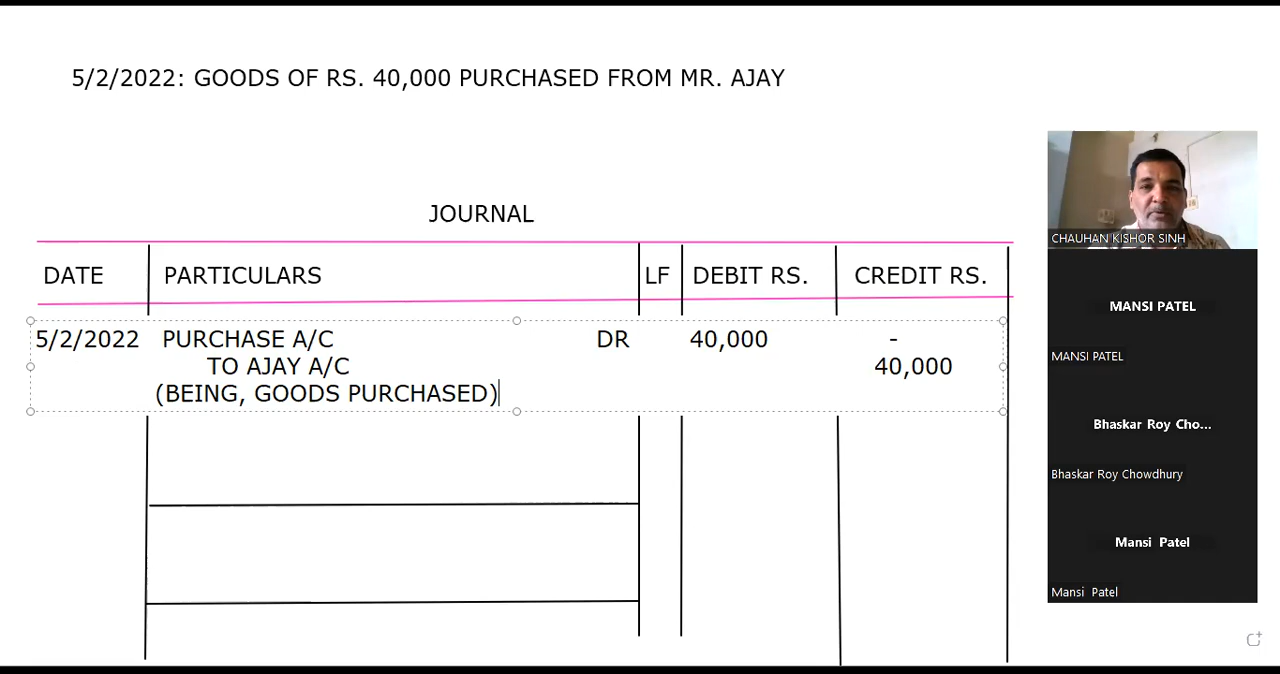 5/2/2022: GOODS OF RS. 40,000 PURCHASED FROM MR. AJAY
JOURNAL
DATE PARTICULARS LF DEBIT RS. CREDIT RS.
5/2/2022 PURCHASE A/C DR 40,000 -
TO AJAY A/C 40,000
(BEING, GOODS PURCHASED)
CHAUHAN KISHOR SINH
MANSI PATEL
MANSI PATEL
Bhaskar Roy Cho...
Bhaskar Roy Chowdhury
Mansi Patel
Mansi Patel